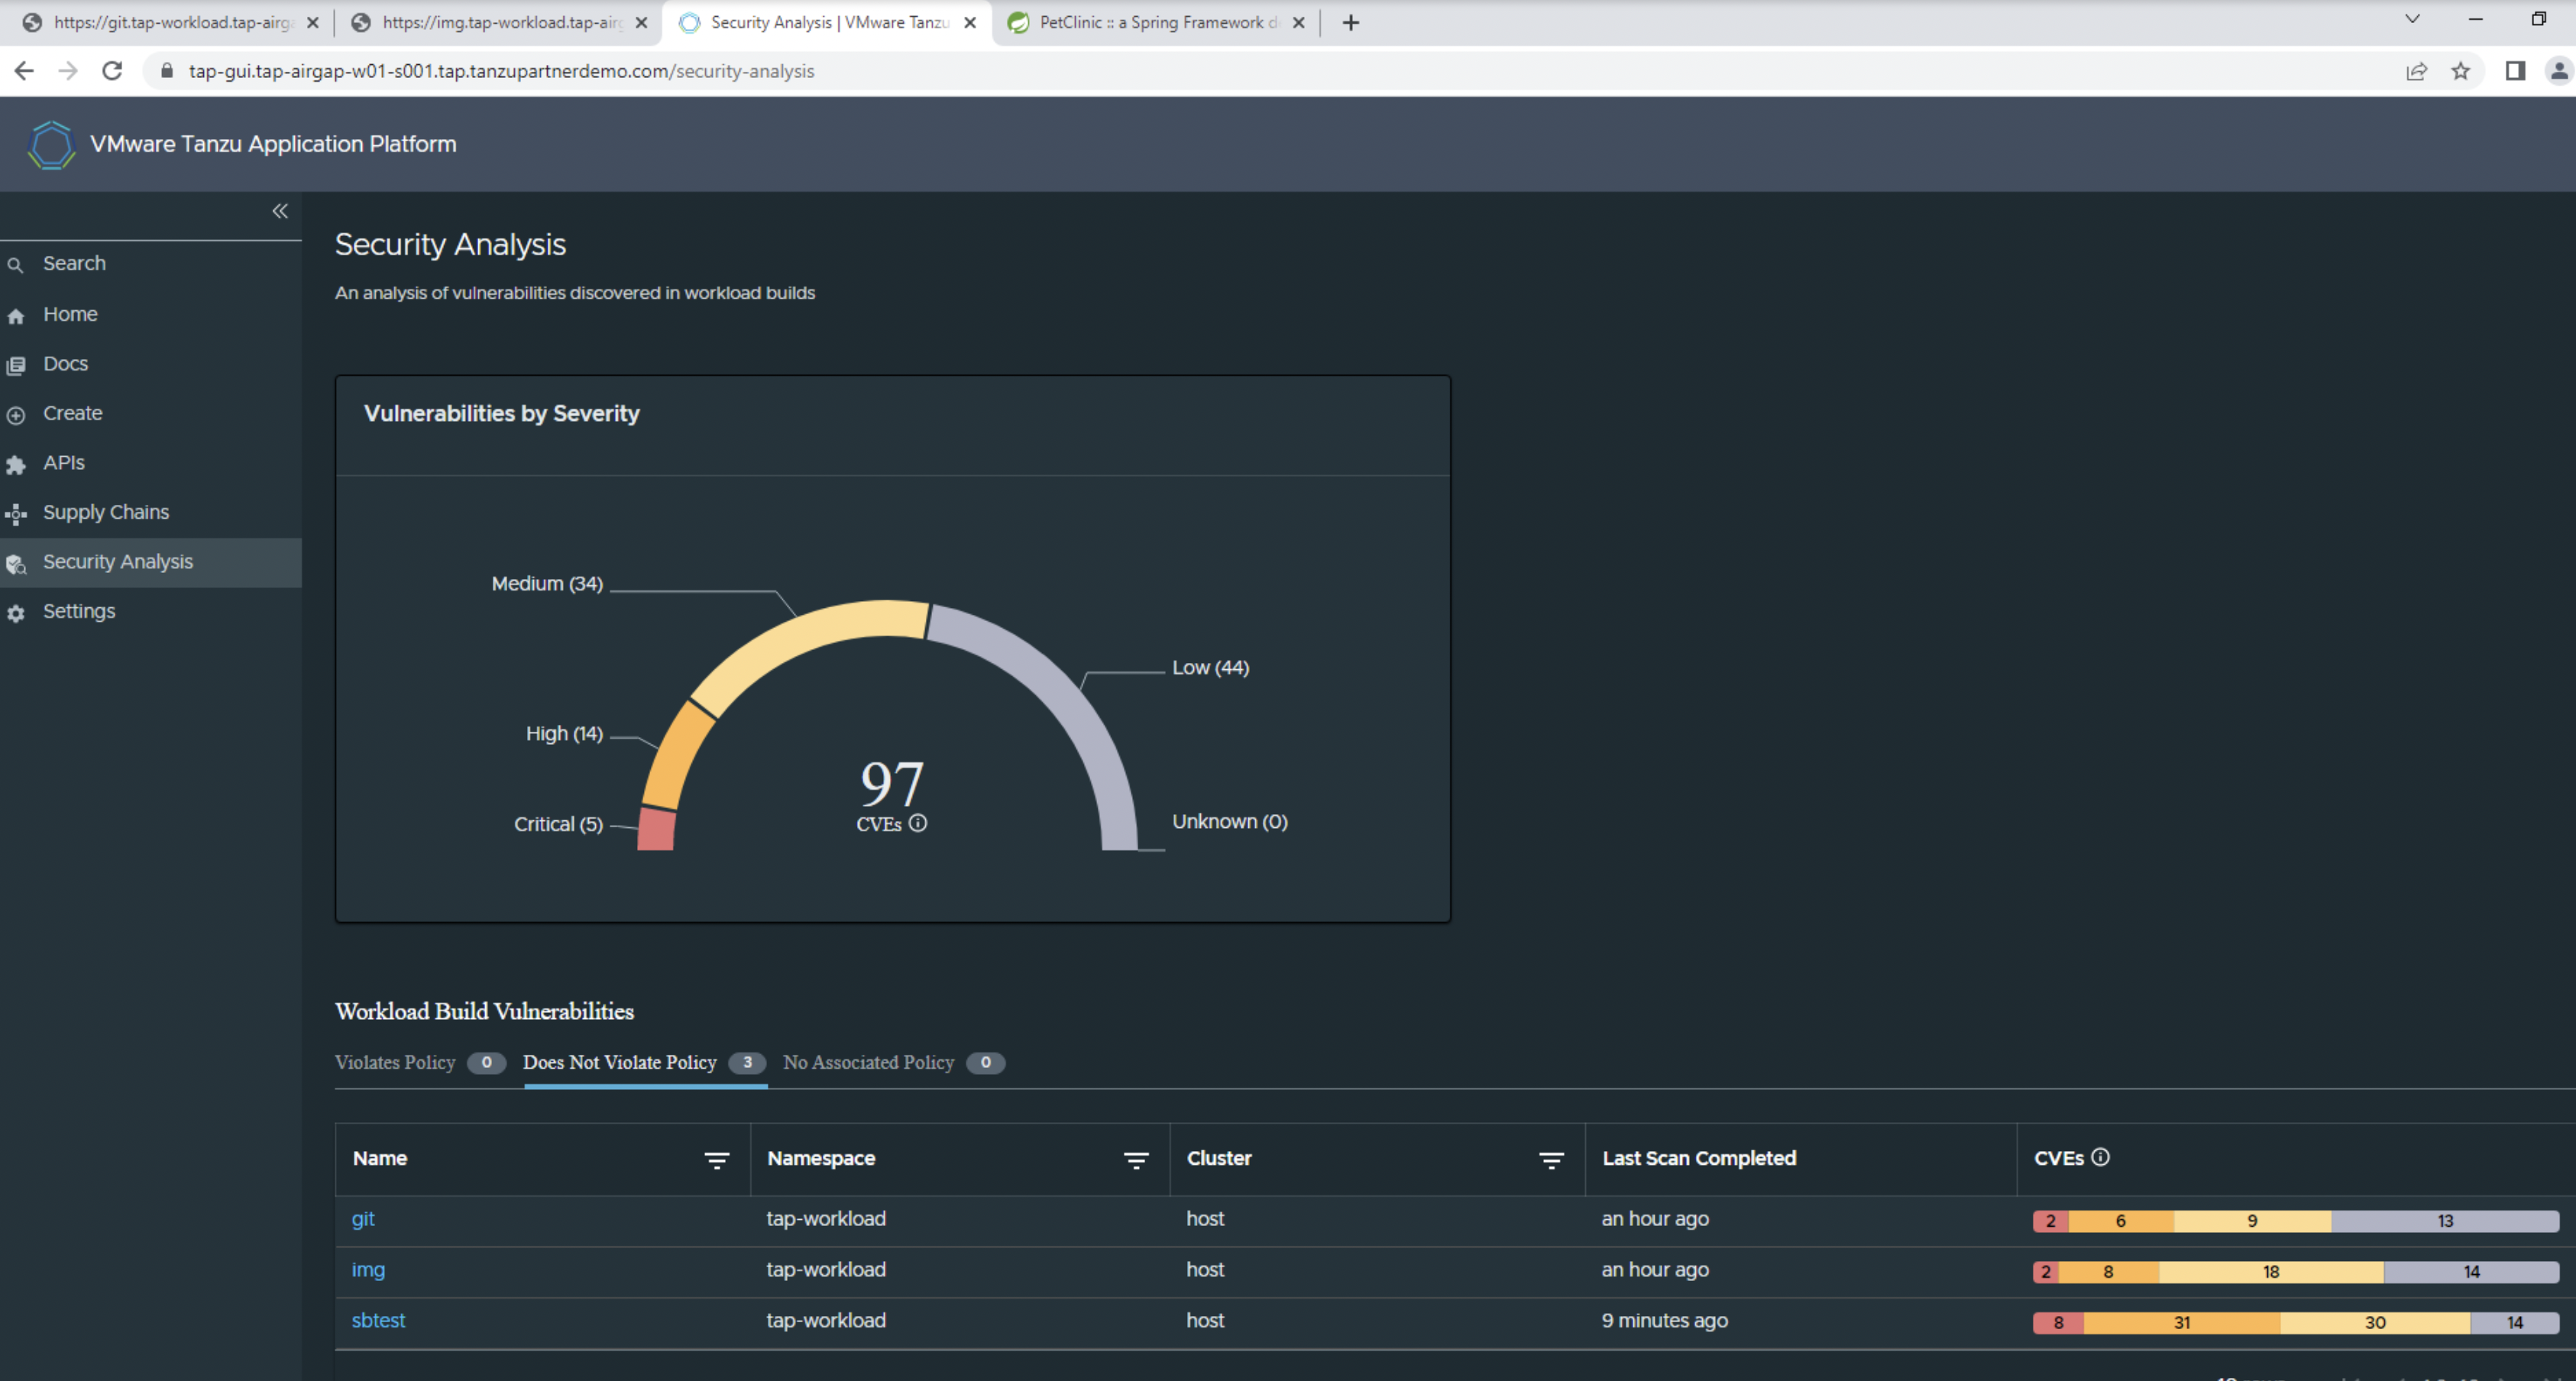 https://git.tap-workload.tap-airga
https://img.tap-workload.tap-air
Security Analysis | VMware Tanzu
PetClinic :: a Spring Framework d
tap-gui.tap-airgap-w01-s001.tap.tanzupartnerdemo.com/security-analysis
VMware Tanzu Application Platform
Search
Home
Docs
Create
APIs
Supply Chains
Security Analysis
Settings
Security Analysis
An analysis of vulnerabilities discovered in workload builds
Vulnerabilities by Severity
Medium (34)
Low (44)
High (14)
97
CVEs
Critical (5)
Unknown (0)
Workload Build Vulnerabilities
Violates Policy 0 Does Not Violate Policy 3 No Associated Policy 0
Name Namespace Cluster Last Scan Completed CVEs
git tap-workload host an hour ago 2 6 9 13
img tap-workload host an hour ago 2 8 18 14
sbtest tap-workload host 9 minutes ago 8 31 30 14